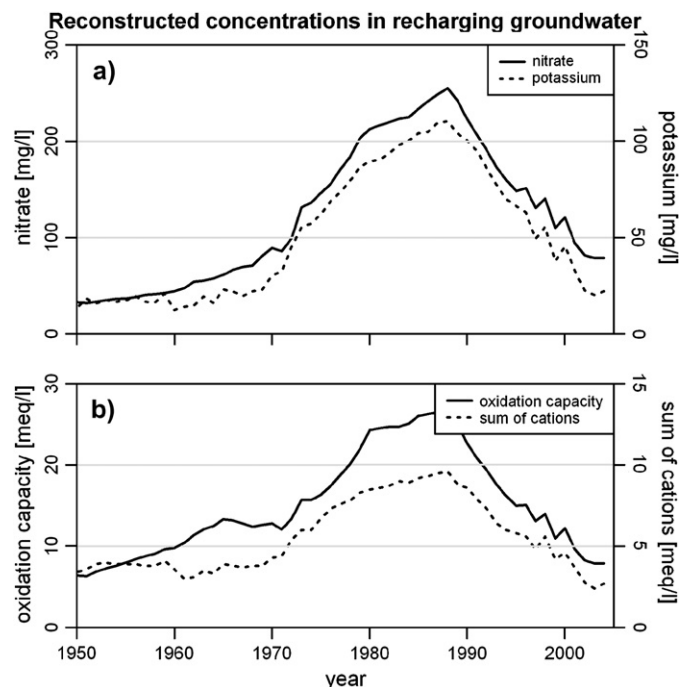 Reconstructed concentrations in recharging groundwater
a)
nitrate
potassium
nitrate [mg/l]
0
100
200
300
potassium [mg/l]
0
50
100
150
b)
oxidation capacity
sum of cations
oxidation capacity [meq/l]
0
10
20
30
sum of cations [meq/l]
0
5
10
15
1950 1960 1970 1980 1990 2000
year